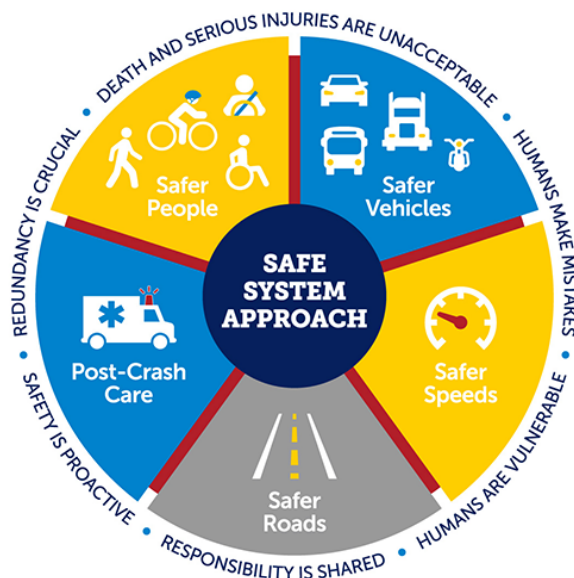 DEATH AND SERIOUS INJURIES ARE UNACCEPTABLE
HUMANS MAKE MISTAKES
HUMANS ARE VULNERABLE
RESPONSIBILITY IS SHARED
SAFETY IS PROACTIVE
REDUNDANCY IS CRUCIAL
Safer
People
Safer
Vehicles
SAFE
SYSTEM
APPROACH
Post-Crash
Care
Safer
Speeds
Safer
Roads